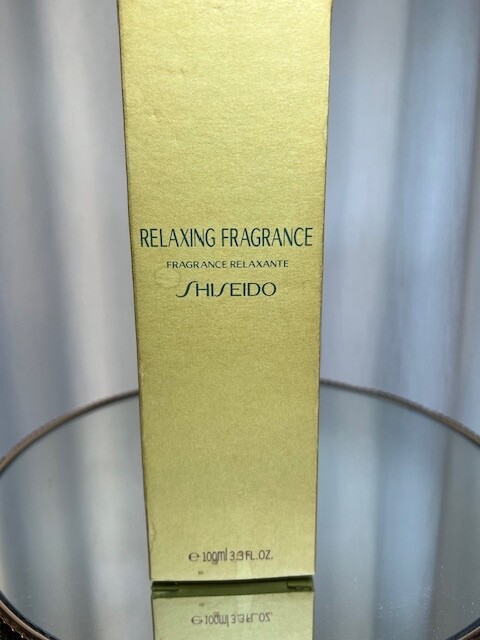 RELAXING FRAGRANCE
FRAGRANCE RELAXANTE
SHISEIDO
℮ 100ml 3.3 FL.OZ.